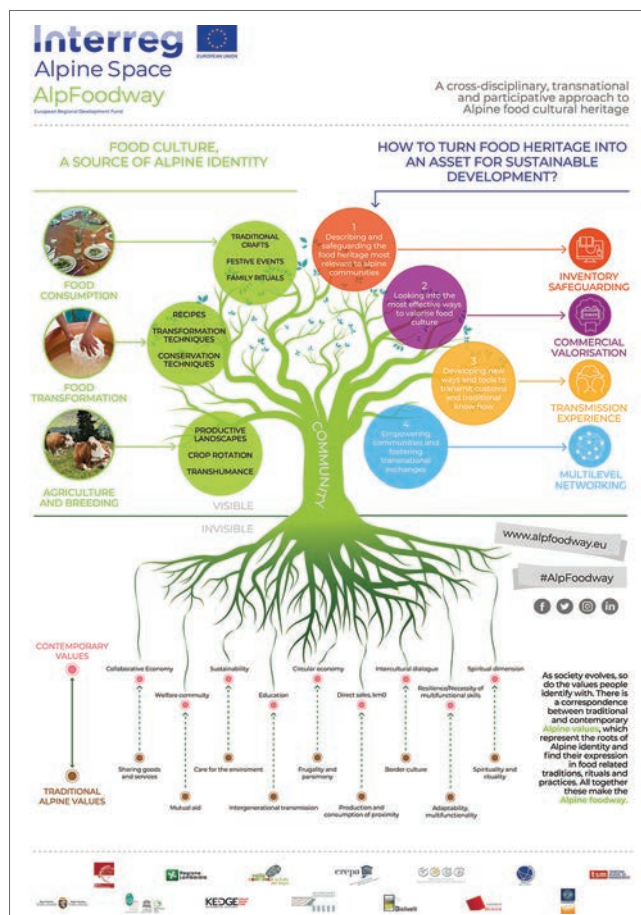 Interreg
EUROPEAN UNION
Alpine Space
AlpFoodway
European Regional Development Fund
A cross-disciplinary, transnational
and participative approach to
Alpine food cultural heritage
FOOD CULTURE,
A SOURCE OF ALPINE IDENTITY
HOW TO TURN FOOD HERITAGE INTO
AN ASSET FOR SUSTAINABLE
DEVELOPMENT?
FOOD
CONSUMPTION
TRADITIONAL
CRAFTS
FESTIVE EVENTS
FAMILY RITUALS
FOOD
TRANSFORMATION
RECIPES
TRANSFORMATION
TECHNIQUES
CONSERVATION
TECHNIQUES
AGRICULTURE
AND BREEDING
PRODUCTIVE
LANDSCAPES
CROP ROTATION
TRANSHUMANCE
COMMUNITY
1
Describing and
safeguarding the
food heritage most
relevant to alpine
communities
INVENTORY
SAFEGUARDING
2
Looking into the
most effective ways
to valorise food
culture
COMMERCIAL
VALORISATION
3
Developing new
ways and tools to
transmit customs
and traditional
know how
TRANSMISSION
EXPERIENCE
4
Empowering
communities and
fostering
transnational
exchanges
MULTILEVEL
NETWORKING
VISIBLE
INVISIBLE
www.alpfoodway.eu
#AlpFoodway
CONTEMPORARY
VALUES
Collaborative Economy
Sustainability
Circular economy
Intercultural dialogue
Spiritual dimension
Welfare commuity
Education
Direct sales, km0
Resilience/Necessity of
multifunctional skills
TRADITIONAL
ALPINE VALUES
Sharing goods
and services
Care for the enviroment
Frugality and
parsimony
Border culture
Spirituality and
rituality
Mutual aid
Intergenerational transmission
Production and
consumption of proximity
Adaptability,
multifunctionality
As society evolves, so
do the values people
identify with. There is
a correspondence
between traditional
and contemporary
Alpine values, which
represent the roots of
Alpine identity and
find their expression
in food related
traditions, rituals and
practices. All together
these make the
Alpine foodway.
Regione
Lombardia
crepa
tsm
KEDGE